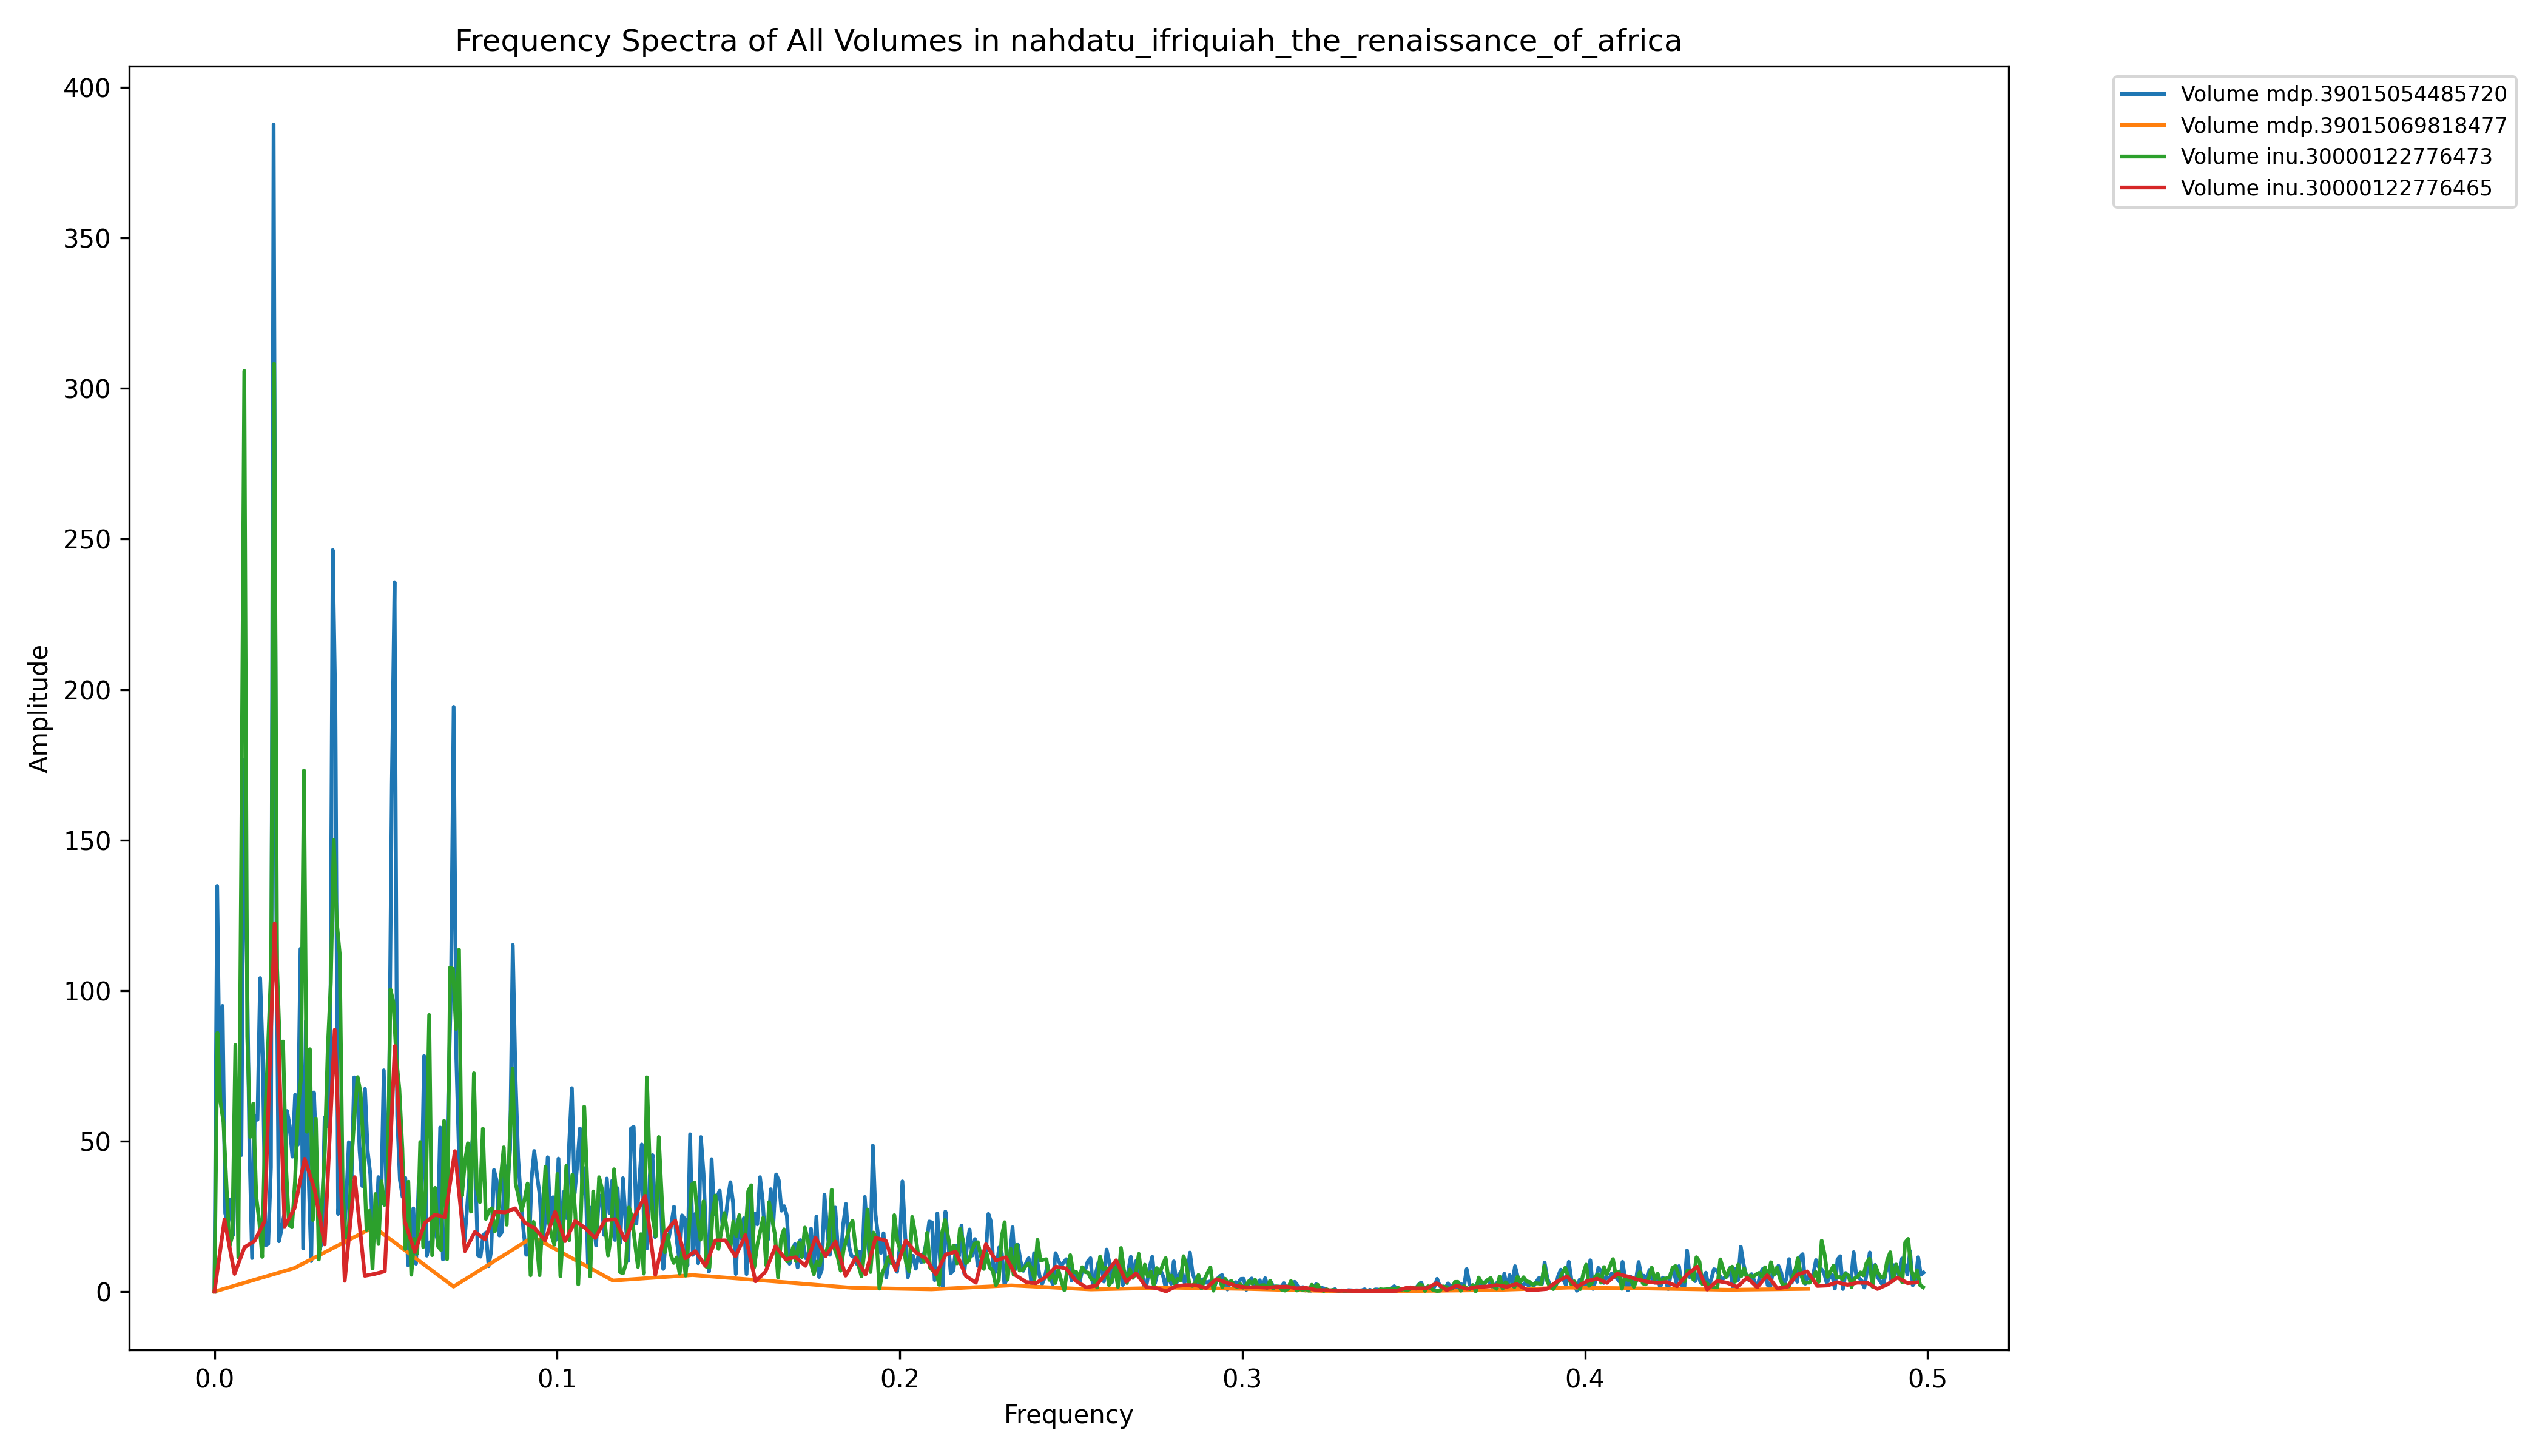 Frequency Spectra of All Volumes in nahdatu_ifriquiah_the_renaissance_of_africa
Volume mdp.39015054485720
Volume mdp.39015069818477
Volume inu.30000122776473
Volume inu.30000122776465
400
350
300
250
200
150
100
50
0
Amplitude
0.0 0.1 0.2 0.3 0.4 0.5
Frequency